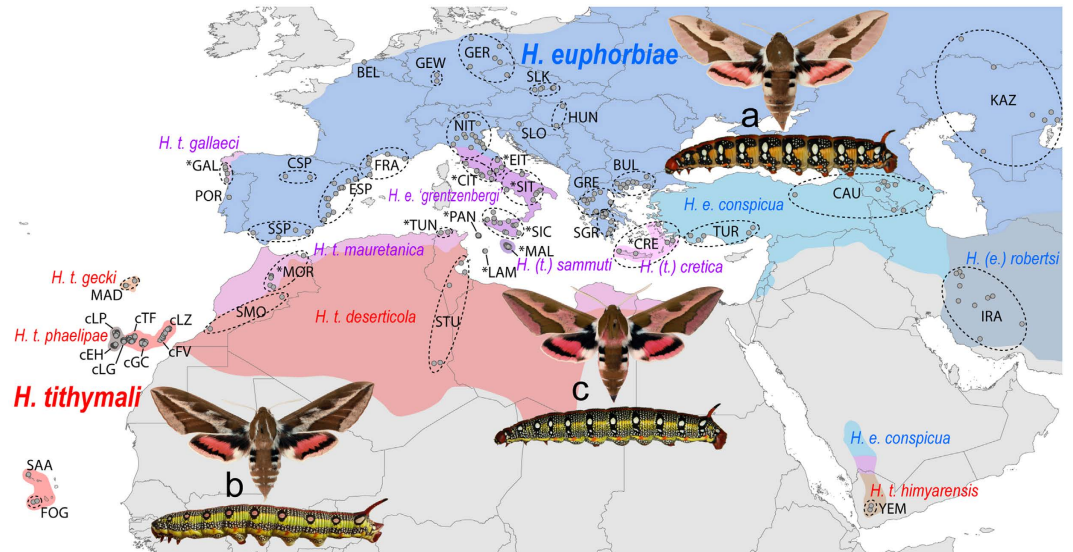 GER
H. euphorbiae
BEL
GEW
SLK
KAZ
HUN
a
NIT
SLO
H. t. gallaeci
*GAL
CSP
FRA
*EIT
BUL
ESP
*CIT
GRE
CAU
POR
H. e. 'grentzenbergi'
*SIT
H. e. conspicua
SSP
*TUN
*PAN
*SIC
SGR
*CRE
TUR
H. t. mauretanica
*MAL
*LAM
H. (t.) sammuti
H. (t.) cretica
H. (e.) robertsi
H. t. gecki
*MOR
MAD
SMO
H. t. deserticola
STU
IRA
cLP
cTF
cLZ
H. t. phaelipae
cEH
cGC
cFV
cLG
H. tithymali
c
H. e. conspicua
SAA
b
H. t. himyarensis
FOG
YEM